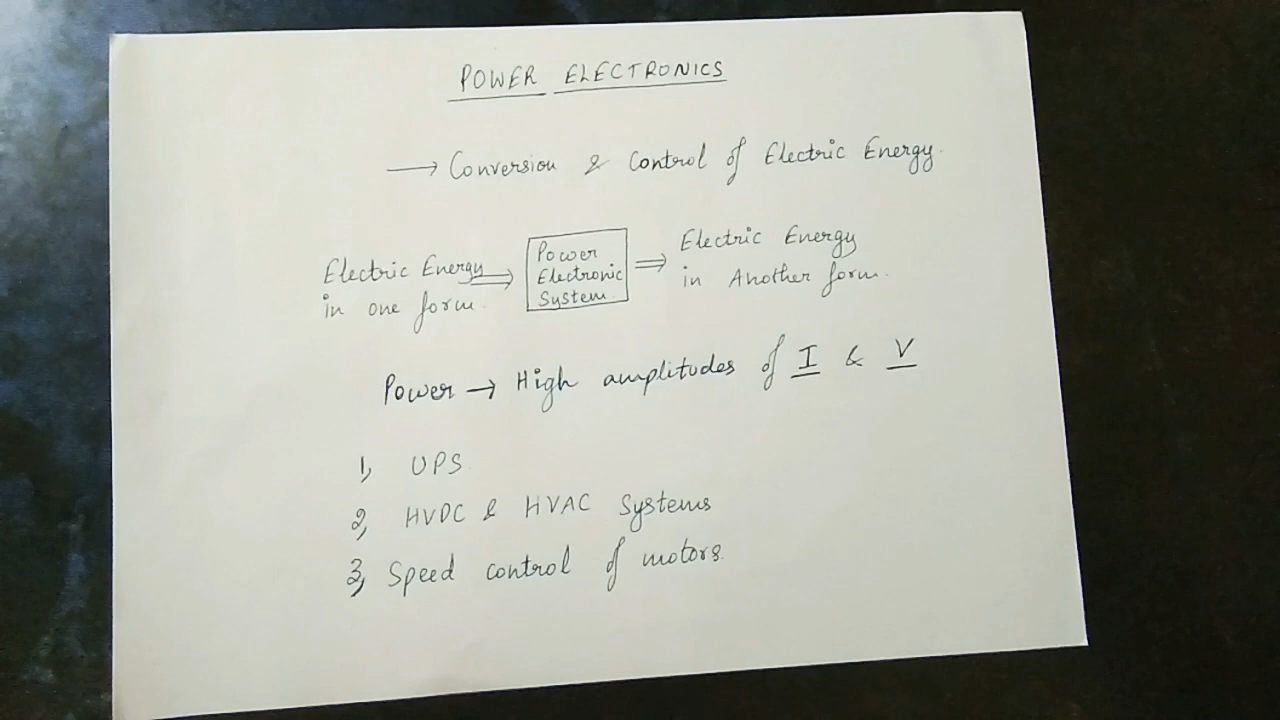 POWER ELECTRONICS
→ Conversion & Control of Electric Energy.
Electric Energy
in one form.
⇒
Power
Electronic
System
⇒
Electric Energy
in Another form.
Power → High amplitudes of I & V
1, UPS
2, HVDC & HVAC Systems
3, Speed control of motors.